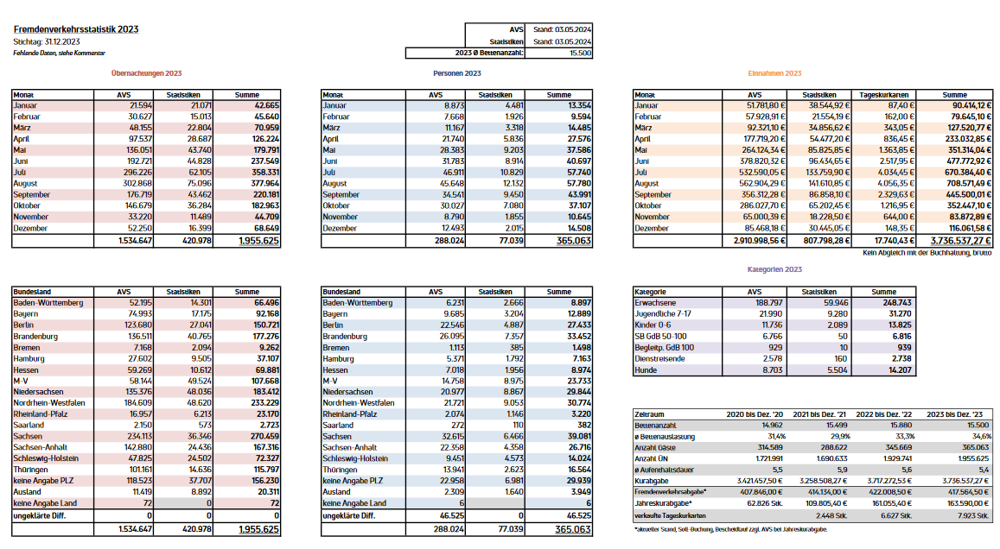 Fremdenverkehrsstatistik 2023
Stichtag: 31.12.2023
Fehlende Daten, siehe Kommentar
AVS Stand: 03.05.2024
Statistiken Stand: 03.05.2024
2023 Ø Bettenanzahl: 15.500
Übernachtungen 2023
Monat AVS Statistiken Summe
Januar 21.594 21.071 42.665
Februar 30.627 15.013 45.640
März 48.155 22.804 70.959
April 97.537 28.687 126.224
Mai 136.051 43.740 179.791
Juni 192.721 44.828 237.549
Juli 296.226 62.105 358.331
August 302.868 75.096 377.964
September 176.719 43.462 220.181
Oktober 146.679 36.284 182.963
November 33.220 11.489 44.709
Dezember 52.250 16.399 68.649
1.534.647 420.978 1.955.625
Personen 2023
Monat AVS Statistiken Summe
Januar 8.873 4.481 13.354
Februar 7.668 1.926 9.594
März 11.167 3.318 14.485
April 21.740 5.836 27.576
Mai 28.383 9.203 37.586
Juni 31.783 8.914 40.697
Juli 46.911 10.829 57.740
August 45.648 12.132 57.780
September 34.541 9.450 43.991
Oktober 30.027 7.080 37.107
November 8.790 1.855 10.645
Dezember 12.493 2.015 14.508
288.024 77.039 365.063
Einnahmen 2023
Monat AVS Statistiken Tageskurkarten Summe
Januar 51.781,80 € 38.544,92 € 87,40 € 90.414,12 €
Februar 57.928,91 € 21.554,19 € 162,00 € 79.645,10 €
März 92.321,10 € 34.856,62 € 343,05 € 127.520,77 €
April 177.719,20 € 54.477,20 € 836,45 € 233.032,85 €
Mai 264.124,34 € 85.825,85 € 1.363,85 € 351.314,04 €
Juni 378.820,32 € 96.434,65 € 2.517,95 € 477.772,92 €
Juli 532.590,05 € 133.759,90 € 4.034,45 € 670.384,40 €
August 562.904,29 € 141.610,85 € 4.056,35 € 708.571,49 €
September 356.312,28 € 86.858,10 € 2.329,63 € 445.500,01 €
Oktober 286.027,70 € 65.202,45 € 1.216,95 € 352.447,10 €
November 65.000,39 € 18.228,50 € 644,00 € 83.872,89 €
Dezember 85.468,18 € 30.445,05 € 148,35 € 116.061,58 €
2.910.998,56 € 807.798,28 € 17.740,43 € 3.736.537,27 €
Kein Abgleich mit der Buchhaltung, brutto
Bundesland AVS Statistiken Summe
Baden-Württemberg 52.195 14.301 66.496
Bayern 74.993 17.175 92.168
Berlin 123.680 27.041 150.721
Brandenburg 136.511 40.765 177.276
Bremen 7.168 2.094 9.262
Hamburg 27.602 9.505 37.107
Hessen 59.269 10.612 69.881
M-V 58.144 49.524 107.668
Niedersachsen 135.376 48.036 183.412
Nordrhein-Westfalen 184.609 48.620 233.229
Rheinland-Pfalz 16.957 6.213 23.170
Saarland 2.150 573 2.723
Sachsen 234.113 36.346 270.459
Sachsen-Anhalt 142.880 24.436 167.316
Schleswig-Holstein 47.825 24.502 72.327
Thüringen 101.161 14.636 115.797
keine Angabe PLZ 118.523 37.707 156.230
Ausland 11.419 8.892 20.311
keine Angabe Land 72 0 72
ungeklärte Diff. 0 0 0
1.534.647 420.978 1.955.625
Bundesland AVS Statistiken Summe
Baden-Württemberg 6.231 2.666 8.897
Bayern 9.685 3.204 12.889
Berlin 22.546 4.887 27.433
Brandenburg 26.095 7.357 33.452
Bremen 1.113 385 1.498
Hamburg 5.371 1.792 7.163
Hessen 7.018 1.956 8.974
M-V 14.758 8.975 23.733
Niedersachsen 20.977 8.867 29.844
Nordrhein-Westfalen 21.721 9.053 30.774
Rheinland-Pfalz 2.074 1.146 3.220
Saarland 272 110 382
Sachsen 32.615 6.466 39.081
Sachsen-Anhalt 22.358 4.358 26.716
Schleswig-Holstein 9.451 4.573 14.024
Thüringen 13.941 2.623 16.564
keine Angabe PLZ 22.958 6.981 29.939
Ausland 2.309 1.640 3.949
keine Angabe Land 6 6
ungeklärte Diff. 46.525 0 46.525
288.024 77.039 365.063
Kategorien 2023
Kategorie AVS Statistiken Summe
Erwachsene 188.797 59.946 248.743
Jugendliche 7-17 21.990 9.280 31.270
Kinder 0-6 11.736 2.089 13.825
SB GdB 50-100 6.766 50 6.816
Begleitp. GdB 100 929 10 939
Dienstreisende 2.578 160 2.738
Hunde 8.703 5.504 14.207
Zeitraum 2020 bis Dez. '20 2021 bis Dez. '21 2022 bis Dez. '22 2023 bis Dez. '23
Bettenanzahl 14.962 15.499 15.880 15.500
ø Bettenauslastung 31,4% 29,9% 33,3% 34,6%
Anzahl Gäste 314.589 288.622 345.669 365.063
Anzahl ÜN 1.721.991 1.690.633 1.929.741 1.955.625
ø Aufenthaltsdauer 5,5 5,9 5,6 5,4
Kurabgabe 3.421.457,50 € 3.258.508,27 € 3.717.272,53 € 3.736.537,27 €
Fremdenverkehrsabgabe* 407.846,00 € 414.134,00 € 422.008,50 € 417.564,50 €
Jahreskurabgabe* 62.826 Stk. 109.805,40 € 161.055,40 € 163.590,00 €
verkaufte Tageskurkarten 2.448 Stk. 6.627 Stk. 7.923 Stk.
*aktueller Stand, Soll-Buchung, Bescheidlauf zzgl. AVS bei Jahreskurabgabe.